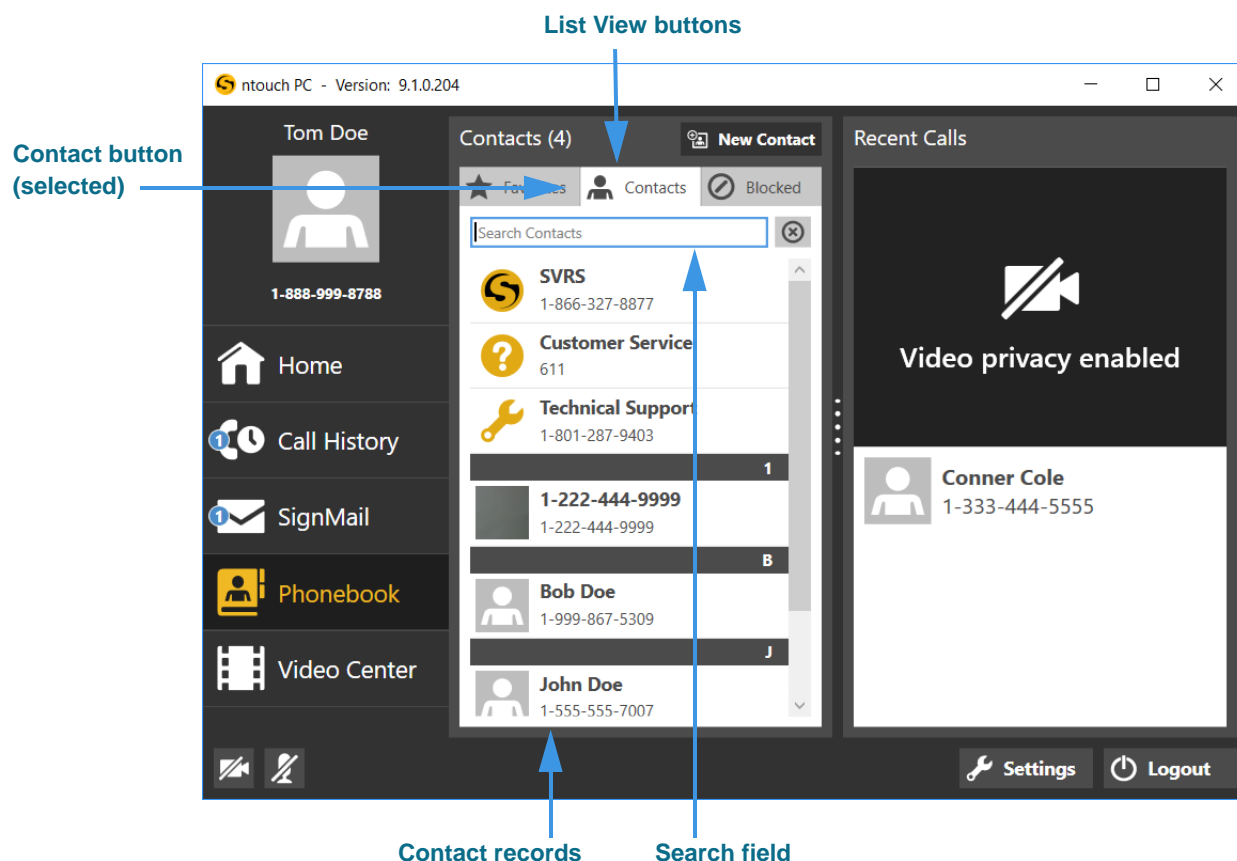 List View buttons
ntouch PC - Version: 9.1.0.204
Contact button
(selected)
Tom Doe
1-888-999-8788
Home
1
Call History
1
SignMail
Phonebook
Video Center
Contacts (4)
New Contact
Favorites
Contacts
Blocked
Search Contacts
SVRS
1-866-327-8877
Customer Service
611
Technical Support
1-801-287-9403
1
1-222-444-9999
1-222-444-9999
B
Bob Doe
1-999-867-5309
J
John Doe
1-555-555-7007
Recent Calls
Video privacy enabled
Conner Cole
1-333-444-5555
Settings
Logout
Contact records
Search field